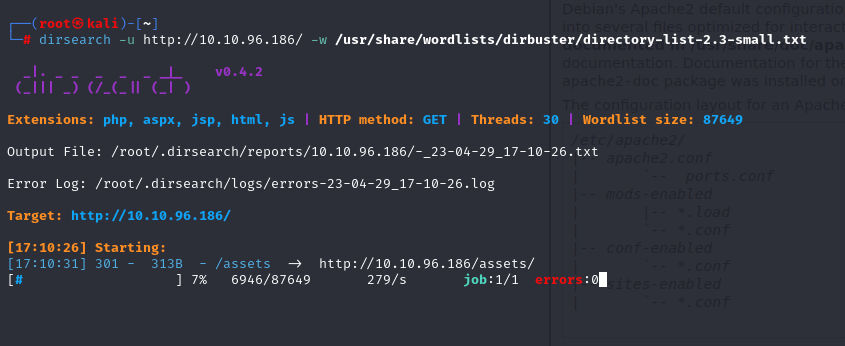 ┌──(root㉿kali)-[~]
└─# dirsearch -u http://10.10.96.186/ -w /usr/share/wordlists/dirbuster/directory-list-2.3-small.txt
v0.4.2
Extensions: php, aspx, jsp, html, js | HTTP method: GET | Threads: 30 | Wordlist size: 87649
Output File: /root/.dirsearch/reports/10.10.96.186/-_23-04-29_17-10-26.txt
Error Log: /root/.dirsearch/logs/errors-23-04-29_17-10-26.log
Target: http://10.10.96.186/
[17:10:26] Starting:
[17:10:31] 301 - 313B - /assets -> http://10.10.96.186/assets/
[# ] 7% 6946/87649 279/s job:1/1 errors:0
Debian's Apache2 default configuration
into several files optimized for interact
documented in /usr/share/doc/apa
documentation. Documentation for the
apache2-doc package was installed on
The configuration layout for an Apache
/etc/apache2/
|-- apache2.conf
| `-- ports.conf
|-- mods-enabled
| |-- *.load
| `-- *.conf
|-- conf-enabled
| `-- *.conf
|-- sites-enabled
| `-- *.conf